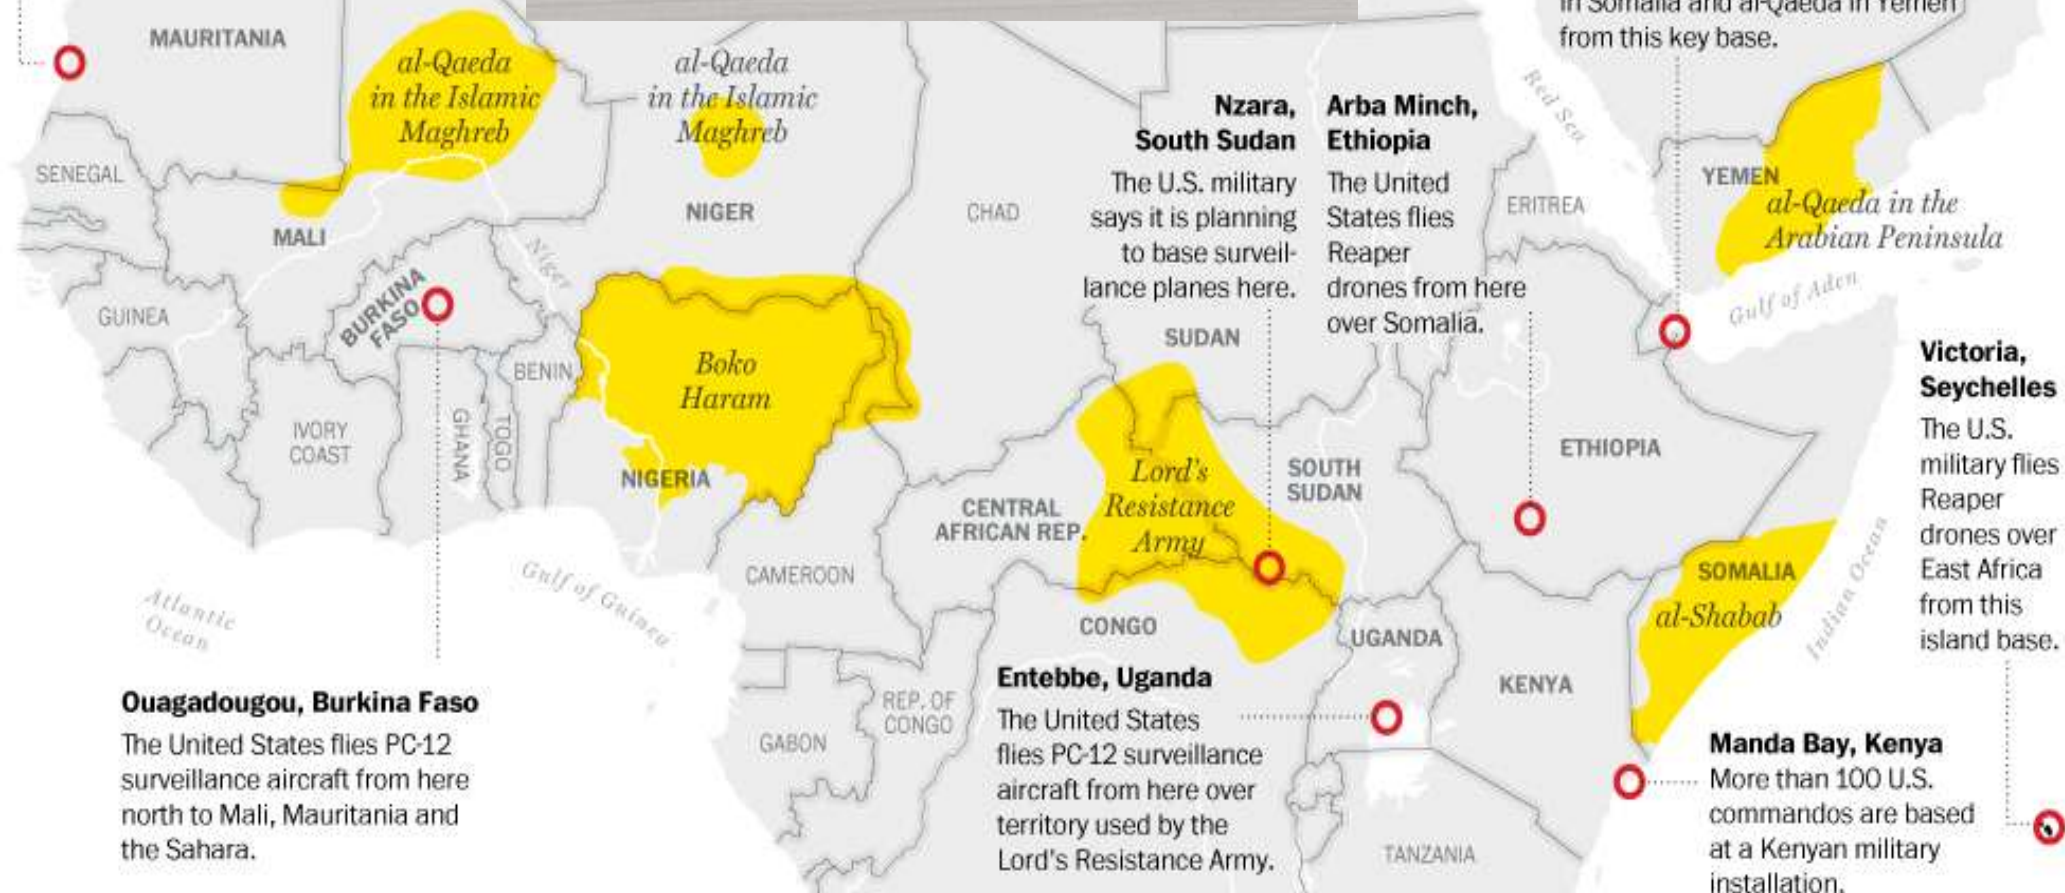 in Somalia and al-Qaeda in Yemen
from this key base.
MAURITANIA
al-Qaeda
in the Islamic
Maghreb
al-Qaeda
in the Islamic
Maghreb
Nzara,
South Sudan
The U.S. military
says it is planning
to base surveil-
lance planes here.
Arba Minch,
Ethiopia
The United
States flies
Reaper
drones from here
over Somalia.
Red Sea
SENEGAL
MALI
NIGER
CHAD
ERITREA
YEMEN
al-Qaeda in the
Arabian Peninsula
Niger
BURKINA
FASO
GUINEA
Gulf of Aden
SUDAN
Boko
Haram
BENIN
IVORY
COAST
GHANA
TOGO
NIGERIA
Victoria,
Seychelles
The U.S.
military flies
Reaper
drones over
East Africa
from this
island base.
ETHIOPIA
Lord's
Resistance
Army
SOUTH
SUDAN
CENTRAL
AFRICAN REP.
CAMEROON
Gulf of Guinea
Atlantic
Ocean
SOMALIA
al-Shabab
Indian Ocean
CONGO
UGANDA
KENYA
Ouagadougou, Burkina Faso
The United States flies PC-12
surveillance aircraft from here
north to Mali, Mauritania and
the Sahara.
Entebbe, Uganda
The United States
flies PC-12 surveillance
aircraft from here over
territory used by the
Lord's Resistance Army.
REP. OF
CONGO
GABON
TANZANIA
Manda Bay, Kenya
More than 100 U.S.
commandos are based
at a Kenyan military
installation.